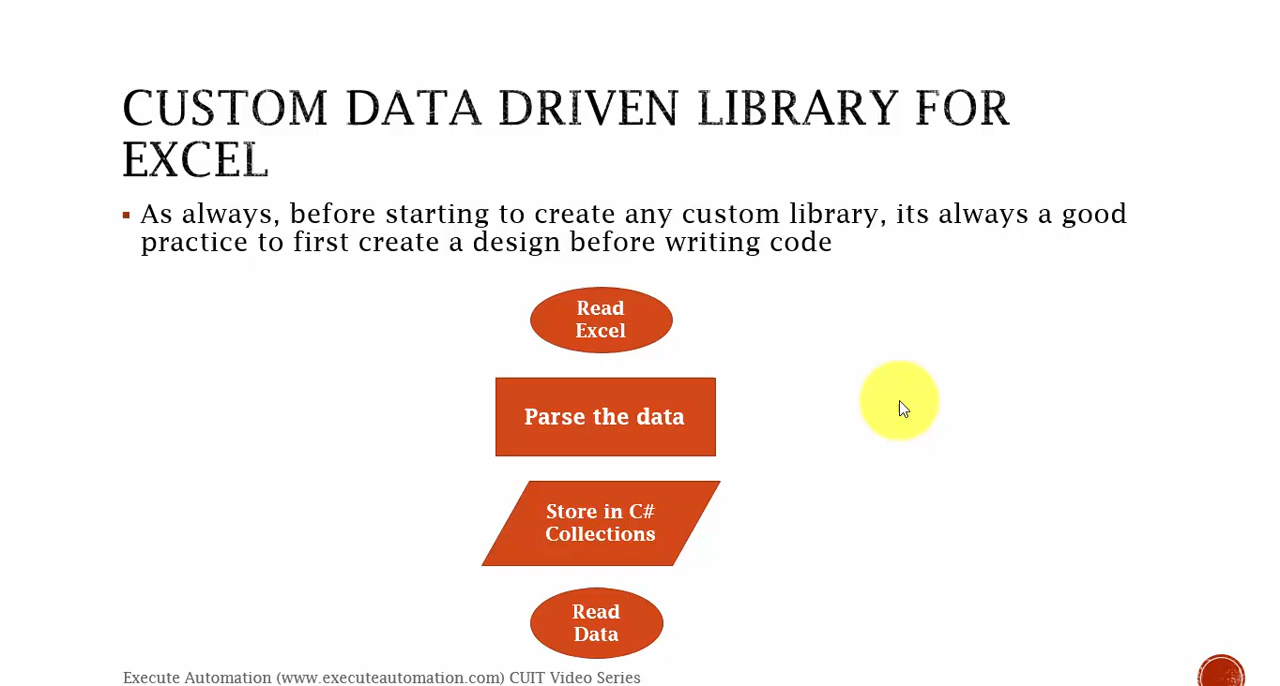 CUSTOM DATA DRIVEN LIBRARY FOR
EXCEL
As always, before starting to create any custom library, its always a good
practice to first create a design before writing code
Read
Excel
Parse the data
Store in C#
Collections
Read
Data
Execute Automation (www.executeautomation.com) CUIT Video Series